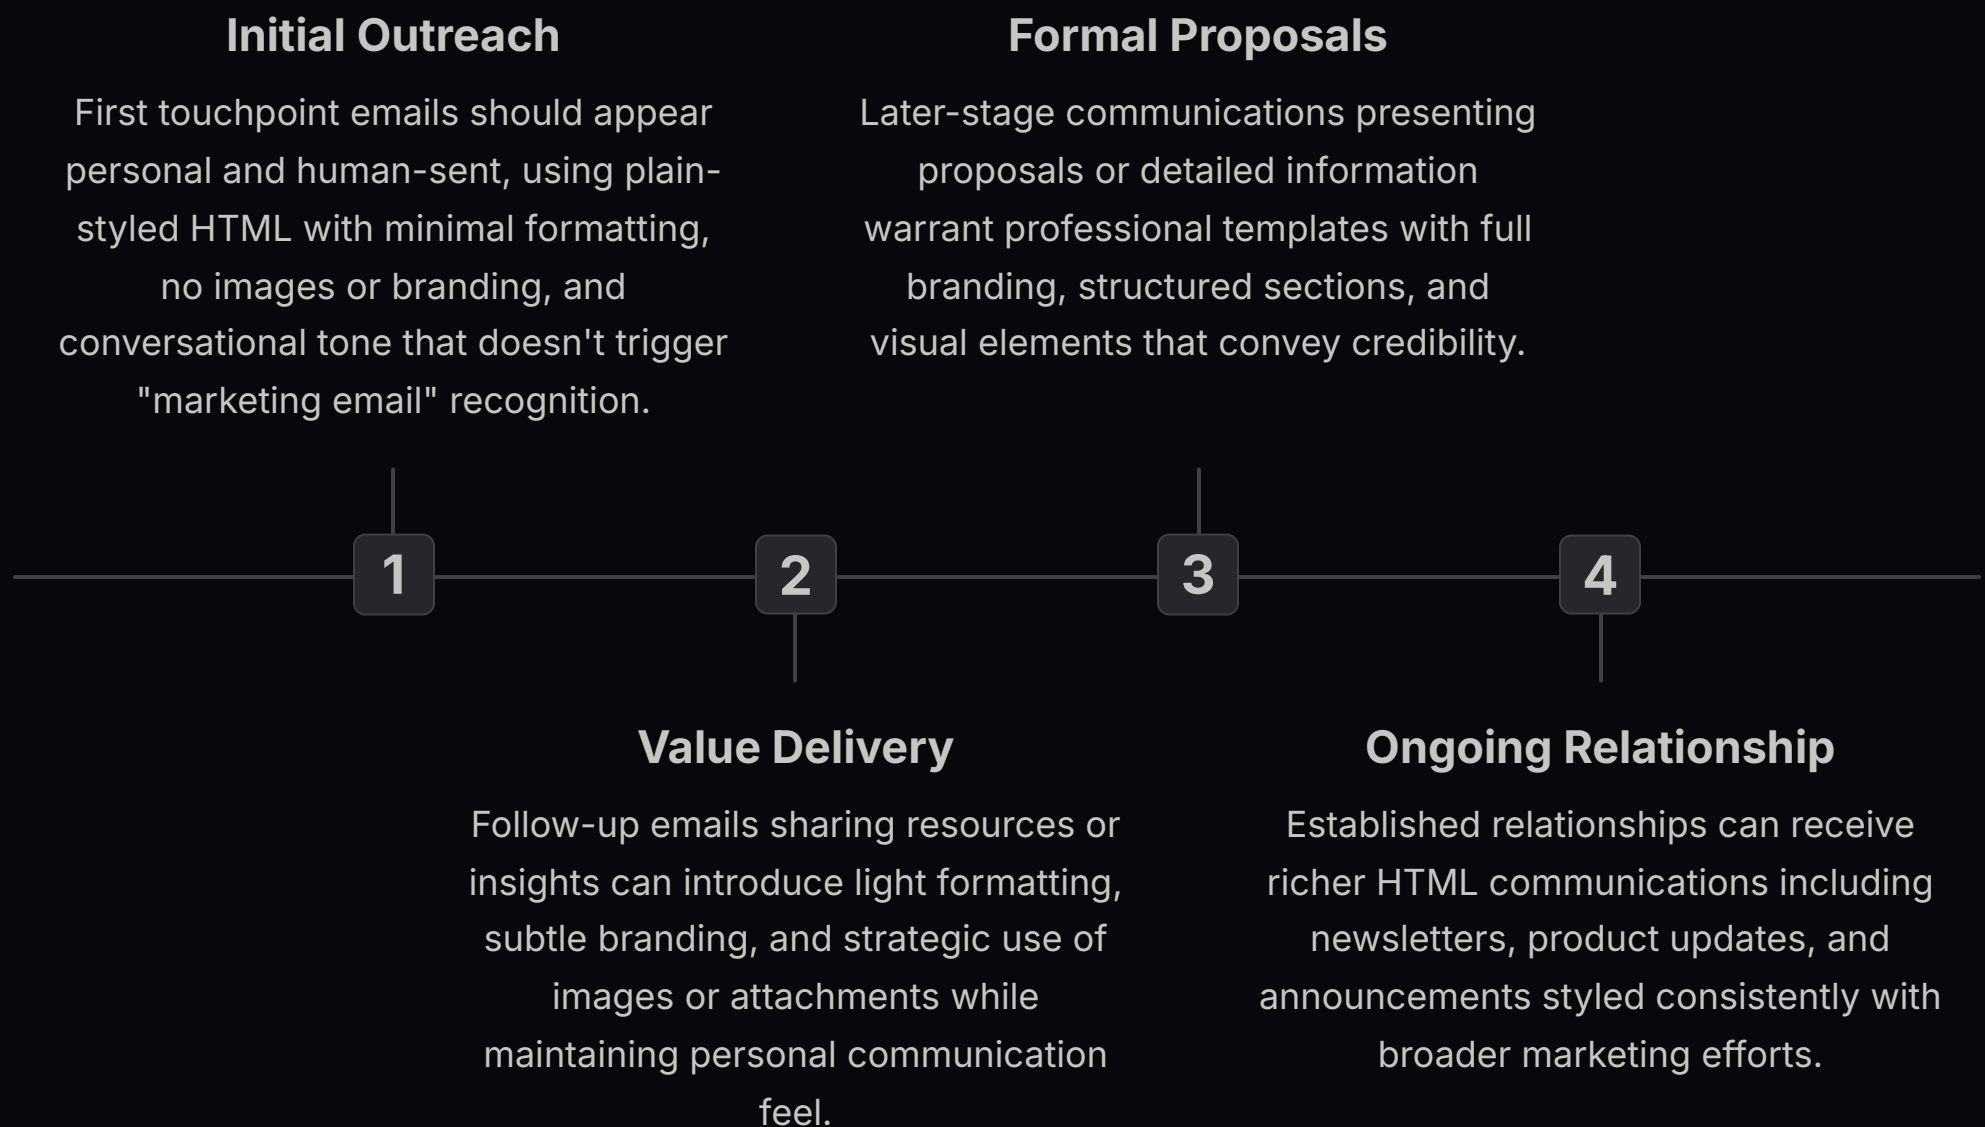 Initial Outreach
First touchpoint emails should appear
personal and human-sent, using plain-
styled HTML with minimal formatting,
no images or branding, and
conversational tone that doesn't trigger
"marketing email" recognition.
Formal Proposals
Later-stage communications presenting
proposals or detailed information
warrant professional templates with full
branding, structured sections, and
visual elements that convey credibility.
1
2
3
4
Value Delivery
Follow-up emails sharing resources or
insights can introduce light formatting,
subtle branding, and strategic use of
images or attachments while
maintaining personal communication
feel.
Ongoing Relationship
Established relationships can receive
richer HTML communications including
newsletters, product updates, and
announcements styled consistently with
broader marketing efforts.